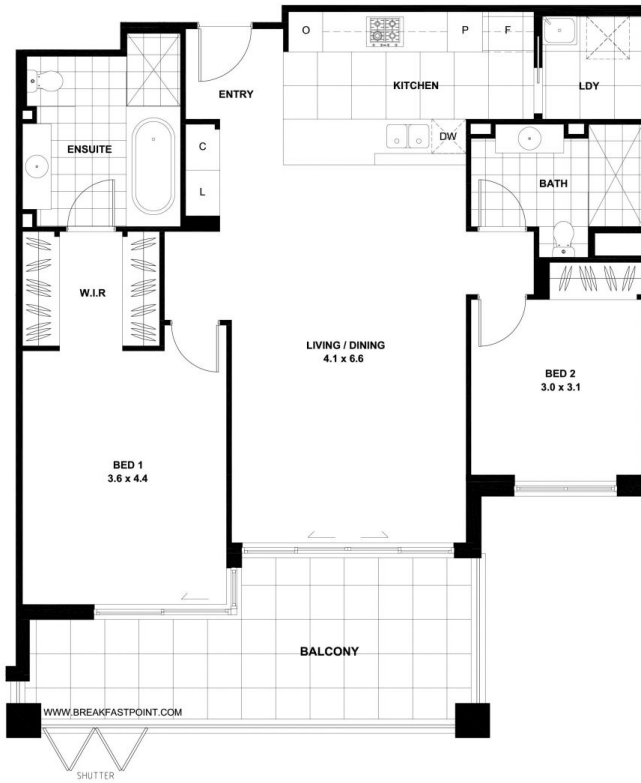 O
P
F
ENTRY
KITCHEN
LDY
C
L
DW
ENSUITE
BATH
W.I.R
LIVING / DINING
4.1 x 6.6
BED 2
3.0 x 3.1
BED 1
3.6 x 4.4
BALCONY
WWW.BREAKFASTPOINT.COM
SHUTTER